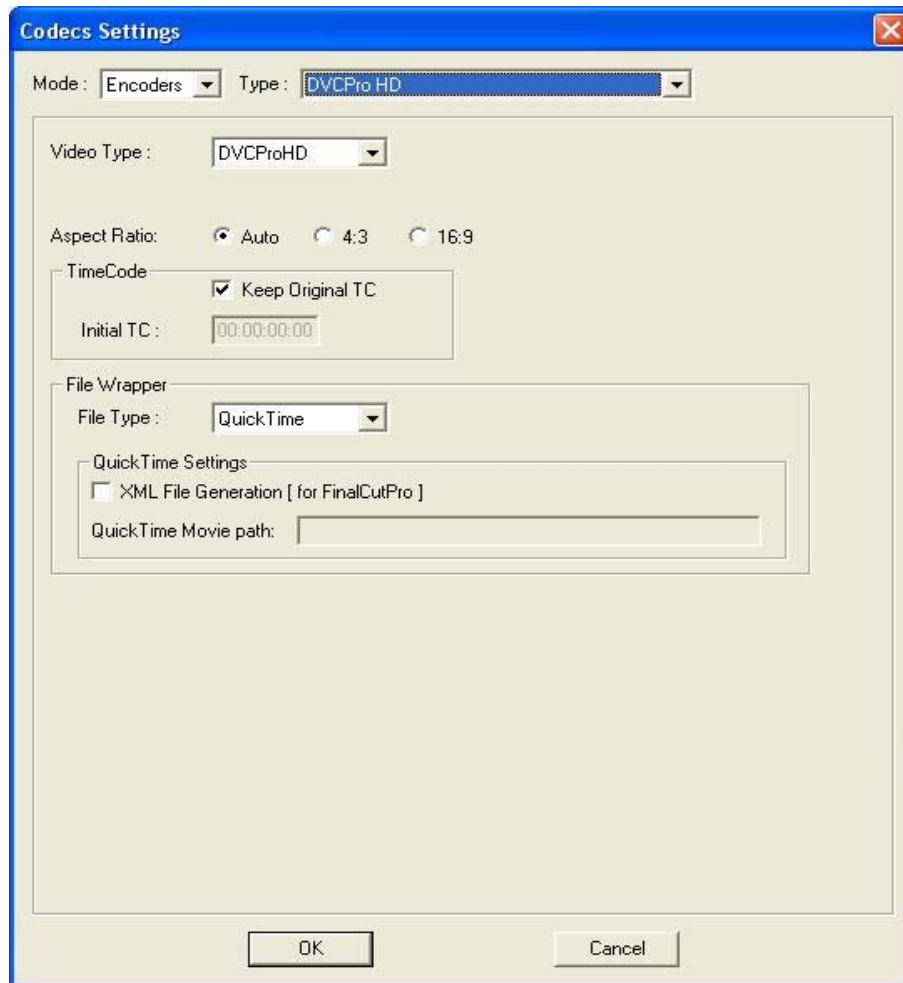 Codecs Settings
Mode : Encoders Type : DVCPro HD
Video Type : DVCProHD
Aspect Ratio: Auto 4:3 16:9
TimeCode
Keep Original TC
Initial TC : 00:00:00:00
File Wrapper
File Type : QuickTime
QuickTime Settings
XML File Generation [ for FinalCutPro ]
QuickTime Movie path:
OK Cancel